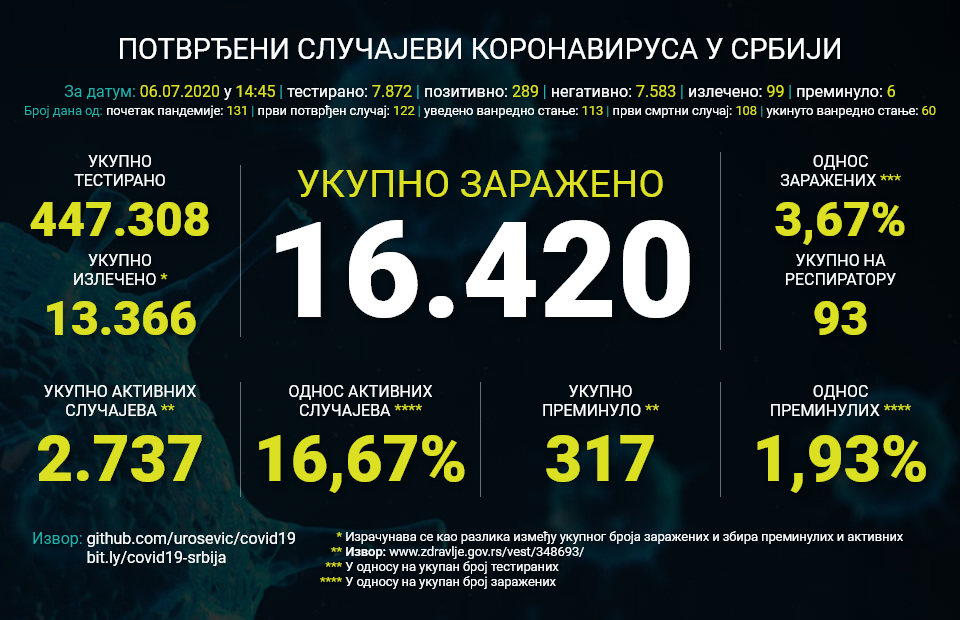 ПОТВРЂЕНИ СЛУЧАЈЕВИ КОРОНАВИРУСА У СРБИЈИ
За датум: 06.07.2020 у 14:45 | тестирано: 7.872 | позитивно: 289 | негативно: 7.583 | излечено: 99 | преминуло: 6
Број дана од: почетак пандемије: 131 | први потврђен случај: 122 | уведено ванредно стање: 113 | први смртни случај: 108 | укинуто ванредно стање: 60
УКУПНО
ТЕСТИРАНО
447.308
УКУПНО
ИЗЛЕЧЕНО *
13.366
УКУПНО ЗАРАЖЕНО
16.420
ОДНОС
ЗАРАЖЕНИХ ***
3,67%
УКУПНО НА
РЕСПИРАТОРУ
93
УКУПНО АКТИВНИХ
СЛУЧАЈЕВА **
2.737
ОДНОС АКТИВНИХ
СЛУЧАЈЕВА ****
16,67%
УКУПНО
ПРЕМИНУЛО **
317
ОДНОС
ПРЕМИНУЛИХ ****
1,93%
Извор: github.com/urosevic/covid19
bit.ly/covid19-srbija
* Израчунава се као разлика између укупног броја заражених и збира преминулих и активних
** Извор: www.zdravlje.gov.rs/vest/348693/
*** У односу на укупан број тестираних
**** У односу на укупан број заражених